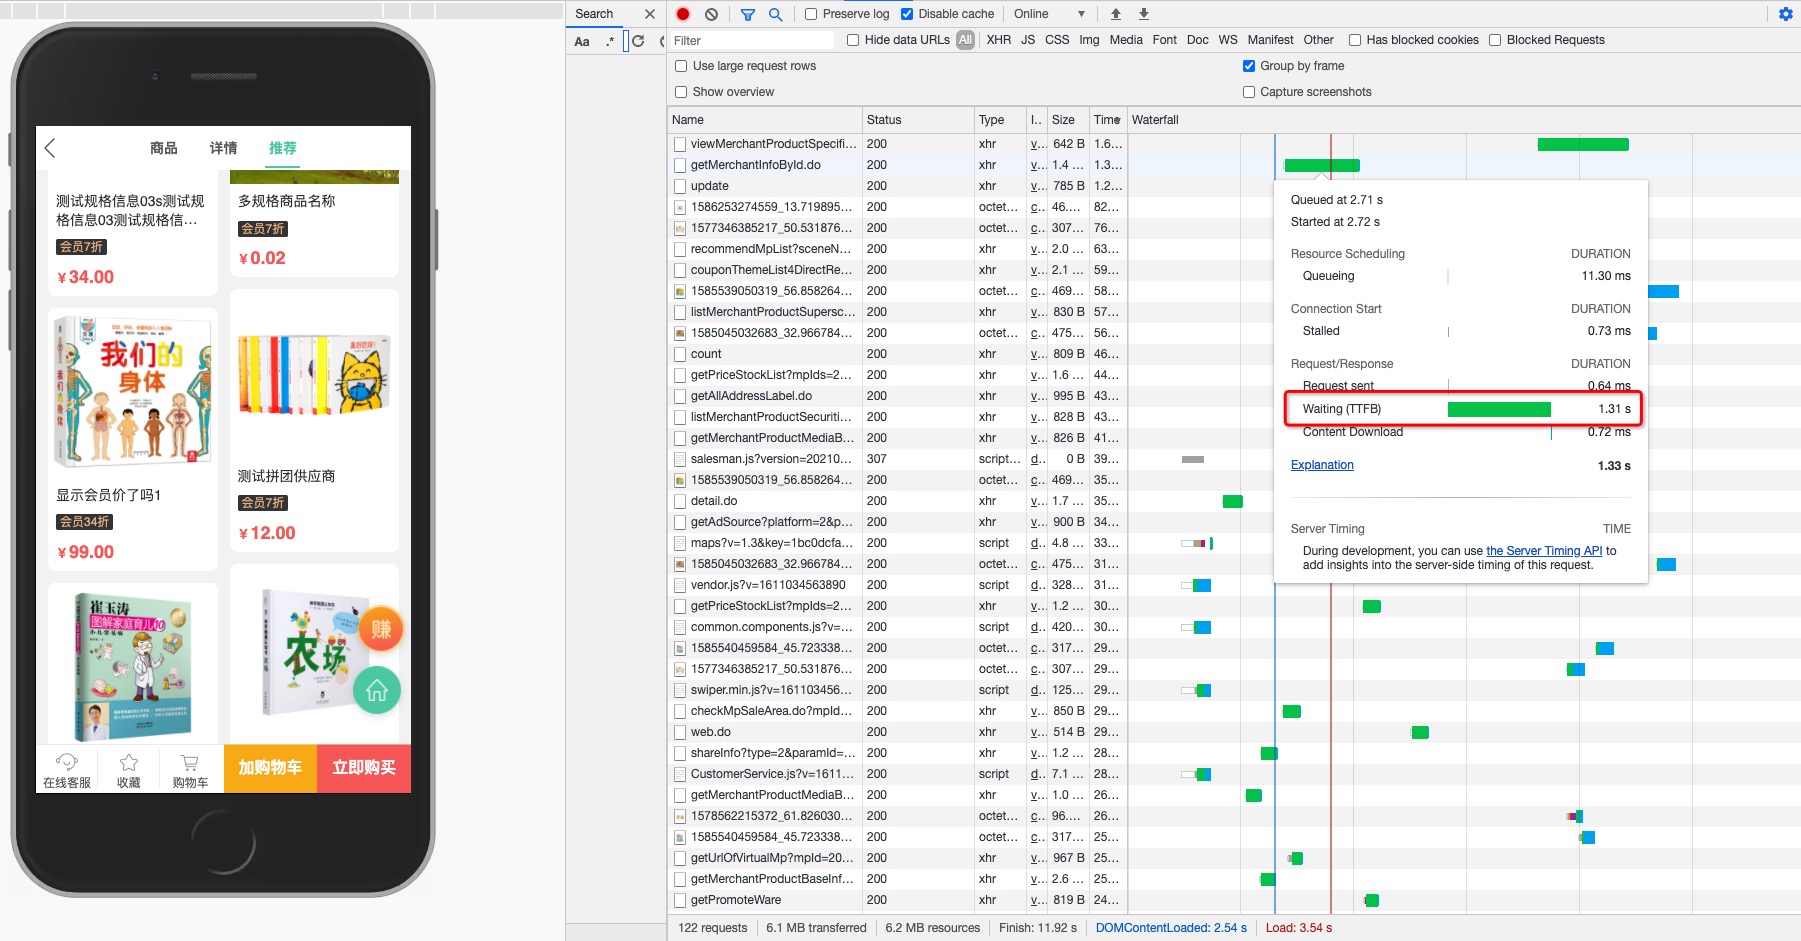 商品 详情 推荐
测试规格信息03s测试规
格信息03测试规格信…
会员7折
¥34.00
多规格商品名称
会员7折
¥0.02
我们的
身体
我们的身体
显示会员价了吗1
会员34折
¥99.00
真好吃呀!
测试拼团供应商
会员7折
¥12.00
崔玉涛
图解家庭育儿10
农场
赚
在线客服
收藏
购物车
加购物车
立即购买
Search
Aa .*
Preserve log
Disable cache
Online
Filter
Hide data URLs
All XHR JS CSS Img Media Font Doc WS Manifest Other
Has blocked cookies
Blocked Requests
Use large request rows
Group by frame
Show overview
Capture screenshots
Name Status Type I.. Size Time Waterfall
viewMerchantProductSpecifi... 200 xhr v... 642 B 1.6...
getMerchantInfoById.do 200 xhr v... 1.4 ... 1.3...
update 200 xhr v... 785 B 1.2...
1586253274559_13.719895... 200 octet... c... 46.... 82...
1577346385217_50.531876... 200 octet... c... 307... 76...
recommendMpList?sceneN... 200 xhr v... 2.0 ... 63...
couponThemeList4DirectRe... 200 xhr v... 2.1 ... 59...
1585539050319_56.858264... 200 octet... c... 469... 58...
listMerchantProductSupersc... 200 xhr v... 830 B 57...
1585045032683_32.966784... 200 octet... c... 475... 56...
count 200 xhr v... 809 B 46...
getPriceStockList?mpIds=2... 200 xhr v... 1.6 ... 44...
getAllAddressLabel.do 200 xhr v... 995 B 43...
listMerchantProductSecuriti... 200 xhr v... 828 B 43...
getMerchantProductMediaB... 200 xhr v... 826 B 41...
salesman.js?version=20210... 307 script... d.. 0 B 39...
1585539050319_56.858264... 200 octet... c... 469... 35...
detail.do 200 xhr v... 1.7 ... 35...
getAdSource?platform=2&p... 200 xhr v... 900 B 34...
maps?v=1.3&key=1bc0dcfa... 200 script d.. 4.8 ... 33...
1585045032683_32.966784... 200 octet... c... 475... 31...
vendor.js?v=1611034563890 200 script d.. 328... 31...
getPriceStockList?mpIds=2... 200 xhr v... 1.2 ... 30...
common.components.js?v=... 200 script d.. 420... 30...
1585540459584_45.723338... 200 octet... c... 317... 29...
1577346385217_50.531876... 200 octet... c... 307... 29...
swiper.min.js?v=161103456... 200 script d.. 125... 29...
checkMpSaleArea.do?mpId... 200 xhr v... 850 B 29...
web.do 200 xhr v... 514 B 29...
shareInfo?type=2&paramId=... 200 xhr v... 1.2 ... 28...
CustomerService.js?v=1611... 200 script d.. 7.1 ... 28...
getMerchantProductMediaB... 200 xhr v... 1.0 ... 26...
1578562215372_61.826030... 200 octet... c... 96.... 26...
1585540459584_45.723338... 200 octet... c... 317... 25...
getUrlOfVirtualMp?mpId=20... 200 xhr v... 967 B 25...
getMerchantProductBaseInf... 200 xhr v... 2.6 ... 25...
getPromoteWare 200 xhr v... 819 B 24...
Queued at 2.71 s
Started at 2.72 s
Resource Scheduling DURATION
Queueing 11.30 ms
Connection Start DURATION
Stalled 0.73 ms
Request/Response DURATION
Request sent 0.64 ms
Waiting (TTFB) 1.31 s
Content Download 0.72 ms
Explanation 1.33 s
Server Timing TIME
During development, you can use the Server Timing API to
add insights into the server-side timing of this request.
122 requests 6.1 MB transferred 6.2 MB resources Finish: 11.92 s DOMContentLoaded: 2.54 s Load: 3.54 s